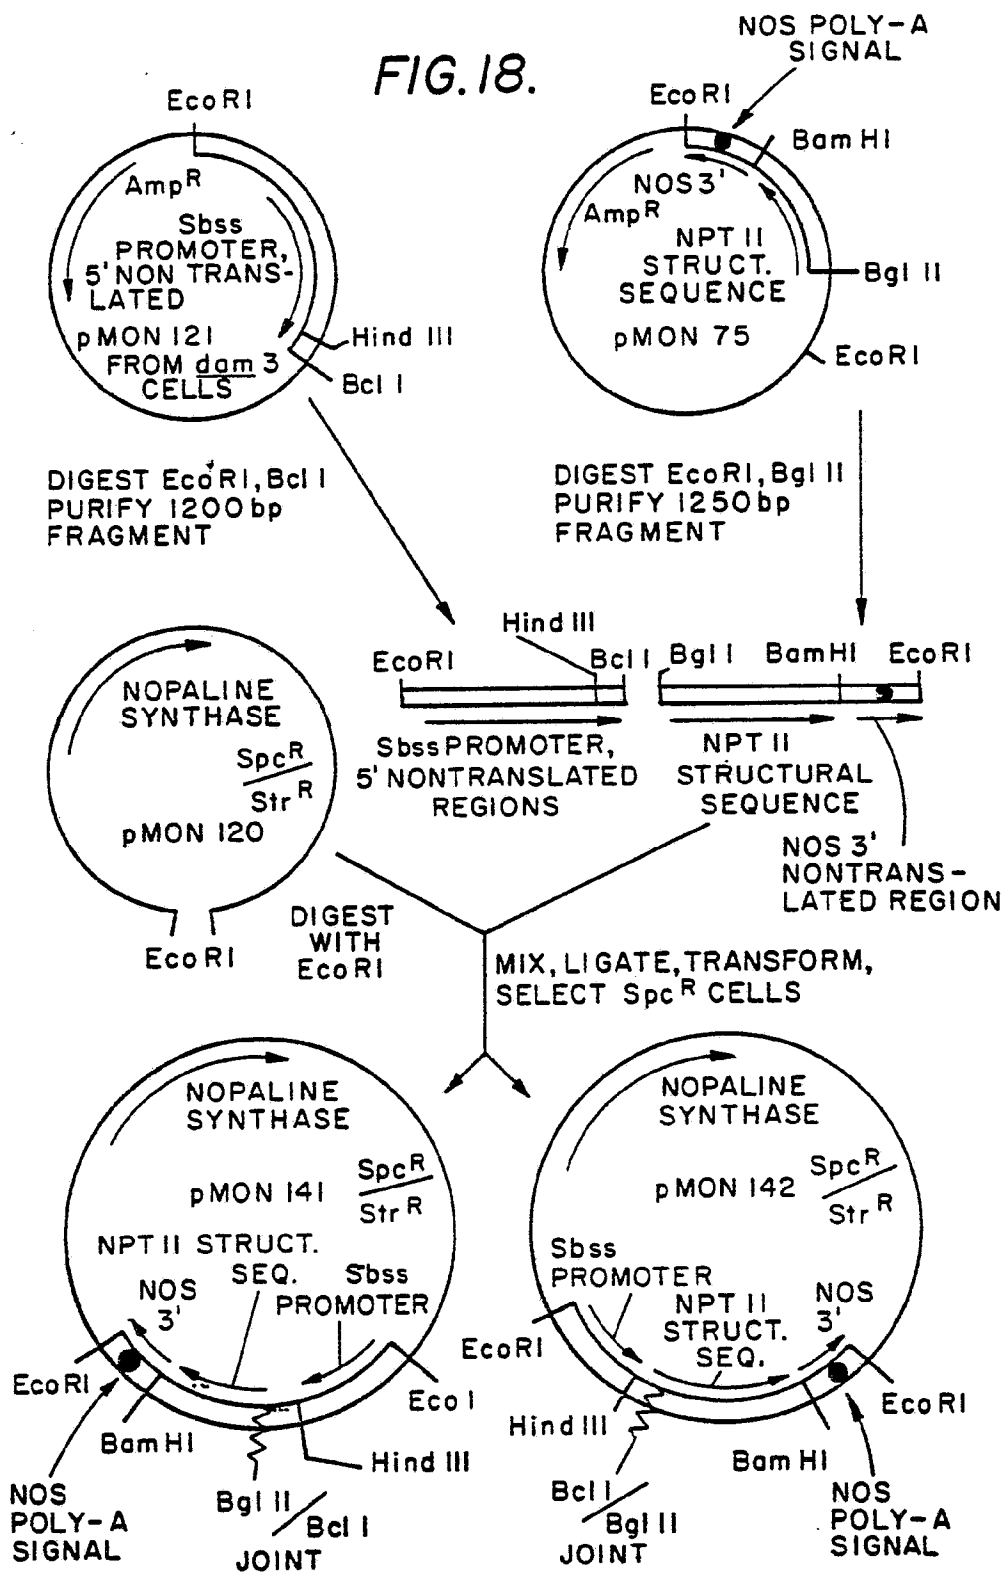 FIG. 18.
EcoRI
AmpR
Sbss
PROMOTER,
5' NON TRANS-
LATED
pMON 121
FROM dam 3
CELLS
Hind III
Bcl I
NOS POLY-A
SIGNAL
EcoRI
Bam HI
NOS 3'
AmpR
NPT II
STRUCT.
SEQUENCE
Bgl II
pMON 75
EcoRI
DIGEST EcoRI, Bcl I
PURIFY 1200 bp
FRAGMENT
DIGEST EcoRI, Bgl II
PURIFY 1250 bp
FRAGMENT
Hind III
EcoRI
Bcl I
Bgl I
BamHI
EcoRI
Sbss PROMOTER,
5' NONTRANSLATED
REGIONS
NPT II
STRUCTURAL
SEQUENCE
NOS 3'
NONTRANS-
LATED REGION
NOPALINE
SYNTHASE
SpcR
StrR
pMON 120
EcoRI
DIGEST
WITH
EcoRI
MIX, LIGATE, TRANSFORM,
SELECT SpcR CELLS
NOPALINE
SYNTHASE
pMON 141
SpcR
StrR
NPT II STRUCT.
SEQ.
NOS
3'
Sbss
PROMOTER
EcoRI
Bam HI
Eco I
Hind III
Bgl II
Bcl I
JOINT
NOS
POLY-A
SIGNAL
NOPALINE
SYNTHASE
pMON 142
SpcR
StrR
Sbss
PROMOTER
NPT II
STRUCT.
SEQ.
NOS
3'
EcoRI
Hind III
EcoRI
Bam HI
Bcl I
Bgl II
JOINT
NOS
POLY-A
SIGNAL